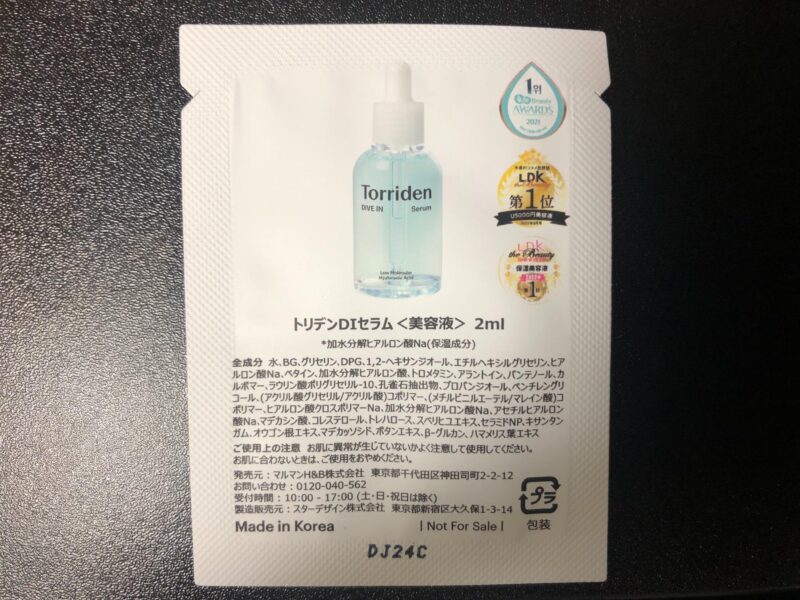 1위
Beauty
AWARDS
2021
LDK
the Beauty
第1位
LDK
the Beauty
保湿美容液
第1位
Torriden
DIVE IN Serum
Low Molecular
Hyaluronic Acid
トリデンDIセラム＜美容液＞ 2ml
*加水分解ヒアルロン酸Na(保湿成分)
全成分 水、BG、グリセリン、DPG、1,2-ヘキサンジオール、エチルヘキシルグリセリン、ヒア
ルロン酸Na、ベタイン、加水分解ヒアルロン酸、トロメタミン、アラントイン、パンテノール、カ
ルボマー、ラウリン酸ポリグリセリル-10、孔雀石抽出物、プロパンジオール、ペンチレングリ
コール、(アクリル酸グリセリル/アクリル酸)コポリマー、(メチルビニルエーテル/マレイン酸)コ
ポリマー、ヒアルロン酸クロスポリマーNa、加水分解ヒアルロン酸Na、アセチルヒアルロン
酸Na、マデカシン酸、コレステロール、トレハロース、スベリヒユエキス、セラミドNP、キサンタン
ガム、オウゴン根エキス、マデカッソシド、ボタンエキス、β-グルカン、ハマメリス葉エキス
ご使用上の注意 お肌に異常が生じていないかよく注意して使用してください。
お肌に合わないときは、ご使用をおやめください。
発売元：マルマンH&B株式会社 東京都千代田区神田司町2-2-12
お問い合わせ：0120-040-562
受付時間：10:00 - 17:00 (土・日・祝日は除く)
製造販売元：スターデザイン株式会社 東京都新宿区大久保1-3-14
Made in Korea | Not For Sale |
プラ
包装
DJ24C